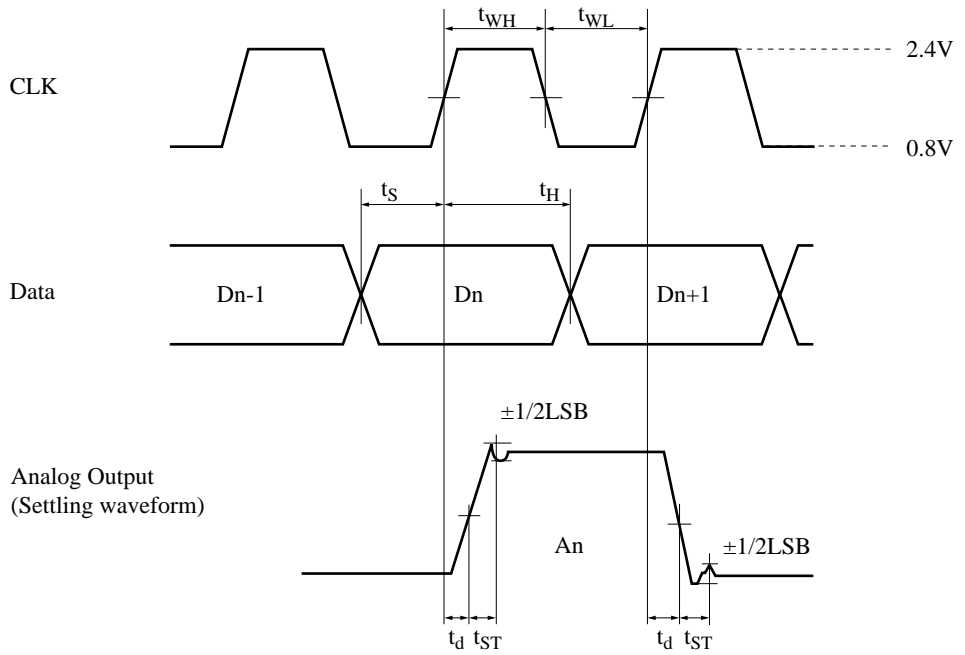 tWH
tWL
2.4V
CLK
0.8V
tS
tH
Data
Dn-1
Dn
Dn+1
±1/2LSB
Analog Output
(Settling waveform)
An
±1/2LSB
td
tST
td
tST